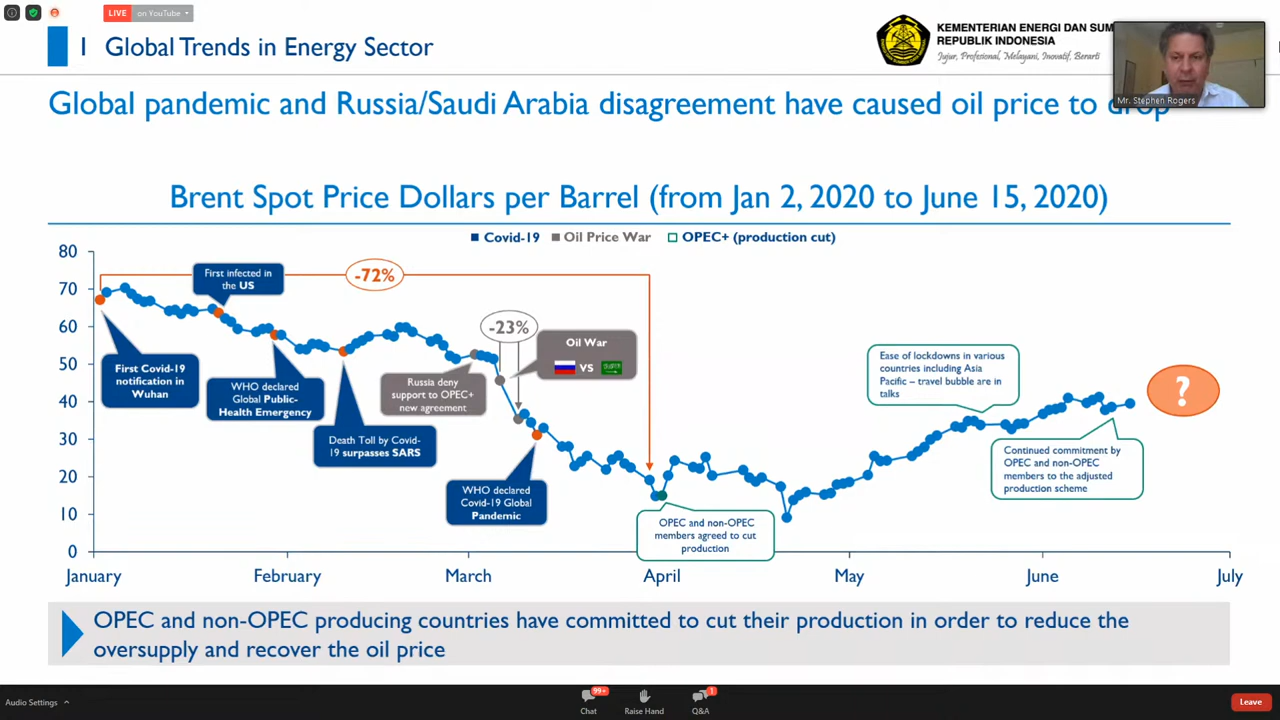 LIVE on YouTube
I Global Trends in Energy Sector
KEMENTERIAN ENERGI DAN SUM
REPUBLIK INDONESIA
Jujur, Profesional, Melayani, Inovatif, Berarti
Mr. Stephen Rogers
Global pandemic and Russia/Saudi Arabia disagreement have caused oil price to drop
Brent Spot Price Dollars per Barrel (from Jan 2, 2020 to June 15, 2020)
Covid-19 Oil Price War OPEC+ (production cut)
80
70
60
50
40
30
20
10
0
First infected in
the US
-72%
-23%
Oil War
VS
First Covid-19
notification in
Wuhan
WHO declared
Global Public-
Health Emergency
Russia deny
support to OPEC+
new agreement
Death Toll by Covid-
19 surpasses SARS
WHO declared
Covid-19 Global
Pandemic
OPEC and non-OPEC
members agreed to cut
production
Ease of lockdowns in various
countries including Asia
Pacific – travel bubble are in
talks
?
Continued commitment by
OPEC and non-OPEC
members to the adjusted
production scheme
January February March April May June July
OPEC and non-OPEC producing countries have committed to cut their production in order to reduce the
oversupply and recover the oil price
Audio Settings
99+
Chat
Raise Hand
1
Q&A
Leave